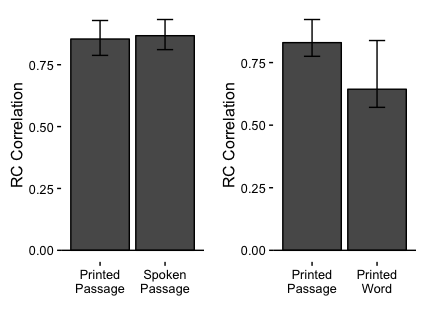 RC Correlation
0.75
0.50
0.25
0.00
Printed
Passage
Spoken
Passage
RC Correlation
0.75
0.50
0.25
0.00
Printed
Passage
Printed
Word